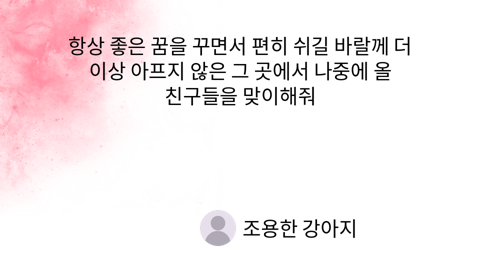 항상 좋은 꿈을 꾸면서 편히 쉬길 바랄께 더
이상 아프지 않은 그 곳에서 나중에 올
친구들을 맞이해줘
조용한 강아지